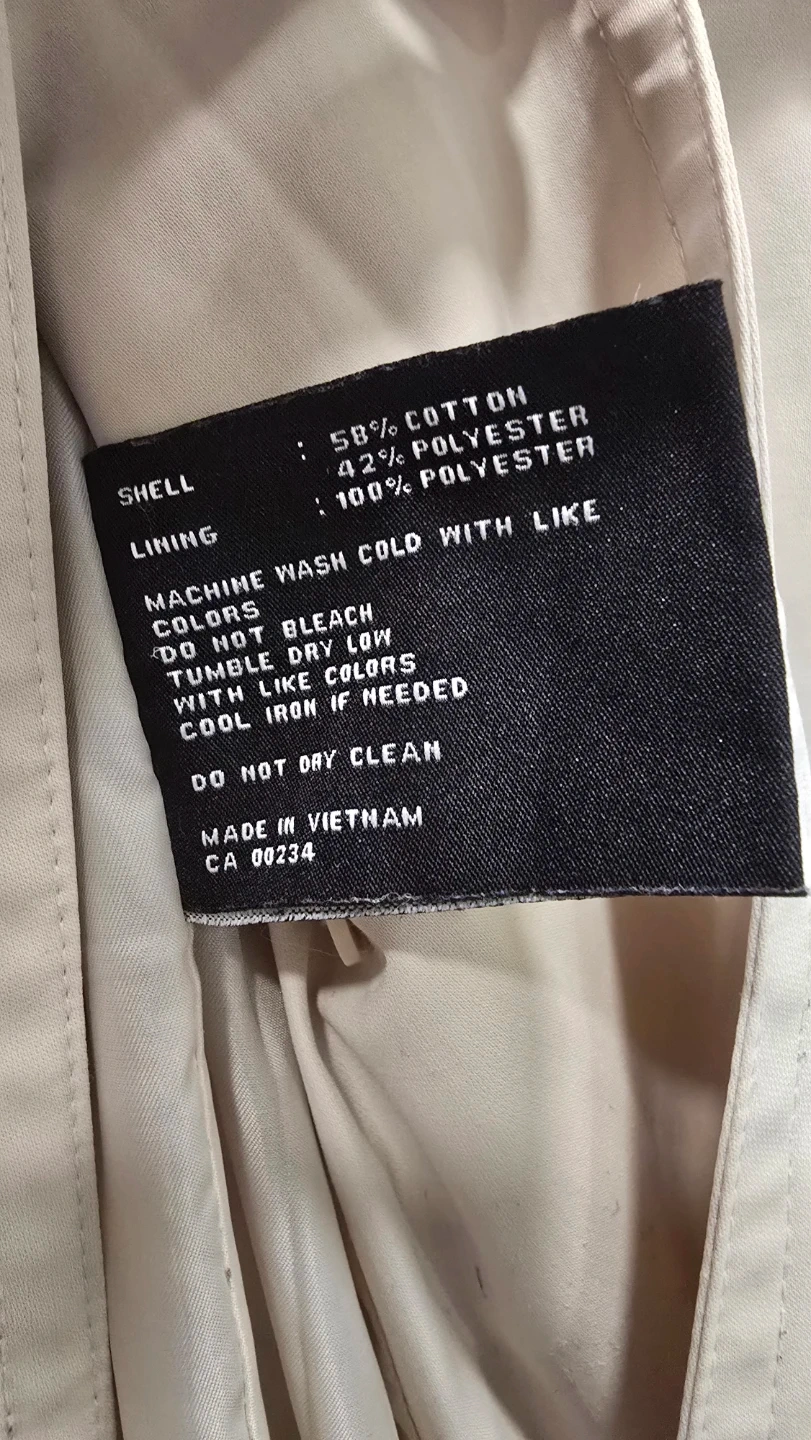 SHELL : 58% COTTON
42% POLYESTER
LINING : 100% POLYESTER
MACHINE WASH COLD WITH LIKE
COLORS
DO NOT BLEACH
TUMBLE DRY LOW
WITH LIKE COLORS
COOL IRON IF NEEDED
DO NOT DRY CLEAN
MADE IN VIETNAM
CA 00234